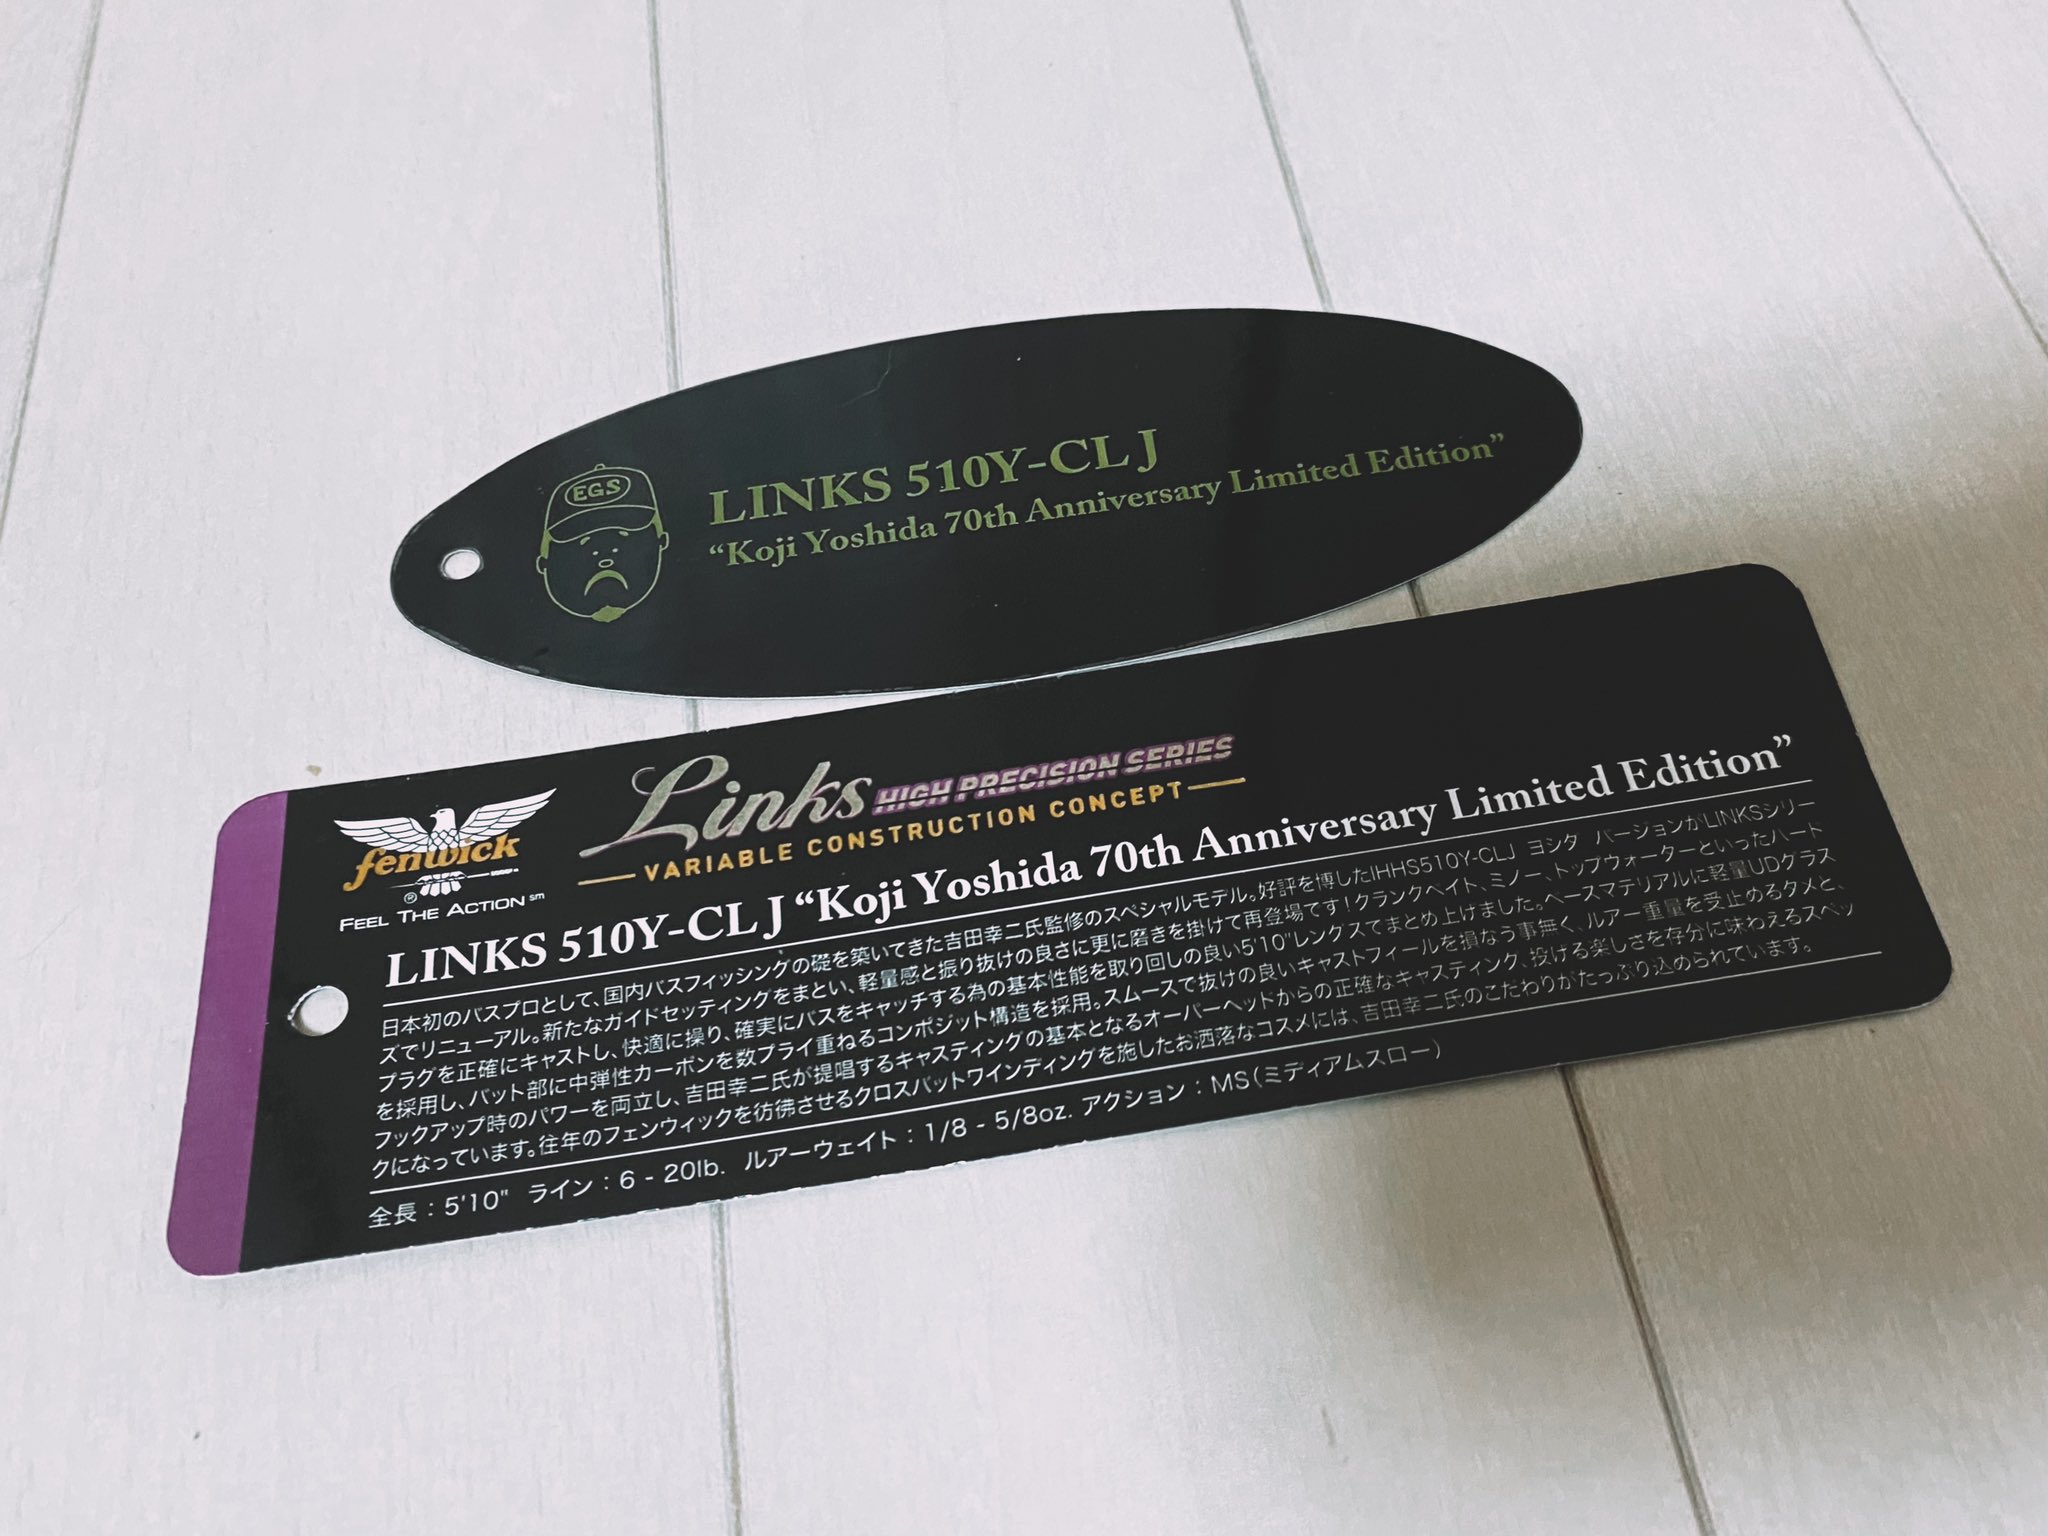 EGS
LINKS 510Y-CL J
“Koji Yoshida 70th Anniversary Limited Edition”
fenwick
®
FEEL THE ACTION sm
Links HIGH PRECISION SERIES
VARIABLE CONSTRUCTION CONCEPT
LINKS 510Y-CL J “Koji Yoshida 70th Anniversary Limited Edition”
日本初のバスプロとして、国内バスフィッシングの礎を築いてきた吉田幸二氏監修のスペシャルモデル。好評を博したIHHS510Y-CLJ ヨシダ バージョンがLINKSシリー
ズでリニューアル。新たなガイドセッティングをまとい、軽量感と振り抜けの良さに更に磨きを掛けて再登場です！クランクベイト、ミノー、トップウォーターといったハード
プラグを正確にキャストし、快適に操り、確実にバスをキャッチする為の基本性能を取り回しの良い5'10"レングスでまとめ上げました。ベースマテリアルに軽量UDグラス
を採用し、バット部に中弾性カーボンを数プライ重ねるコンポジット構造を採用。スムースで抜けの良いキャストフィールを損なう事無く、ルアー重量を受止めるタメと、
フックアップ時のパワーを両立し、吉田幸二氏が提唱するキャスティングの基本となるオーバーヘッドからの正確なキャスティング、投げる楽しさを存分に味わえるスペッ
クになっています。往年のフェンウィックを彷彿させるクロスバットワインディングを施したお洒落なコスメには、吉田幸二氏のこだわりがたっぷり込められています。
全長：5'10" ライン：6 - 20lb. ルアーウェイト：1/8 - 5/8oz. アクション：MS（ミディアムスロー）